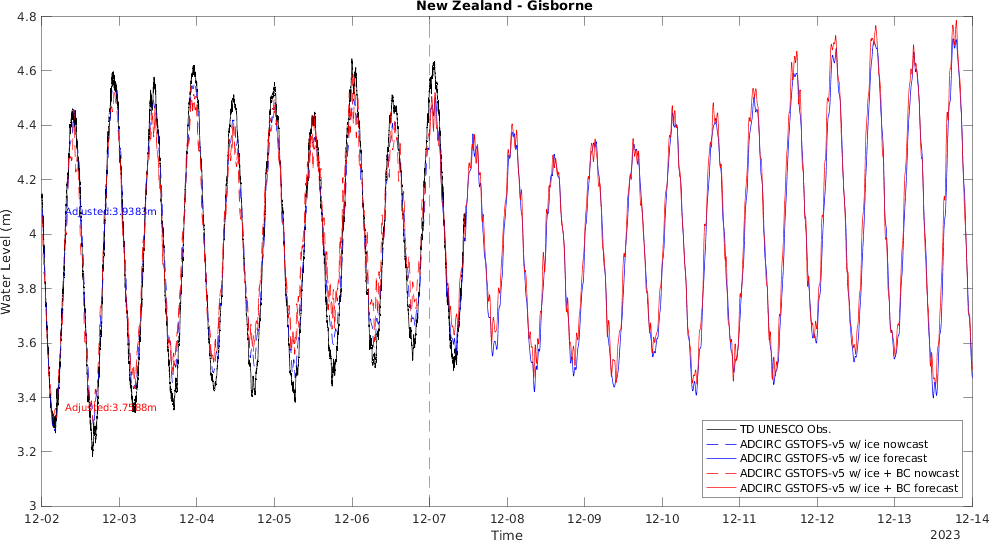 New Zealand - Gisborne
4.8
4.6
4.4
4.2
4
3.8
3.6
3.4
3.2
3
Water Level (m)
Adjusted:3.9383m
Adjusted:3.7588m
TD UNESCO Obs.
ADCIRC GSTOFS-v5 w/ ice nowcast
ADCIRC GSTOFS-v5 w/ ice forecast
ADCIRC GSTOFS-v5 w/ ice + BC nowcast
ADCIRC GSTOFS-v5 w/ ice + BC forecast
12-02 12-03 12-04 12-05 12-06 12-07 12-08 12-09 12-10 12-11 12-12 12-13 12-14
Time
2023